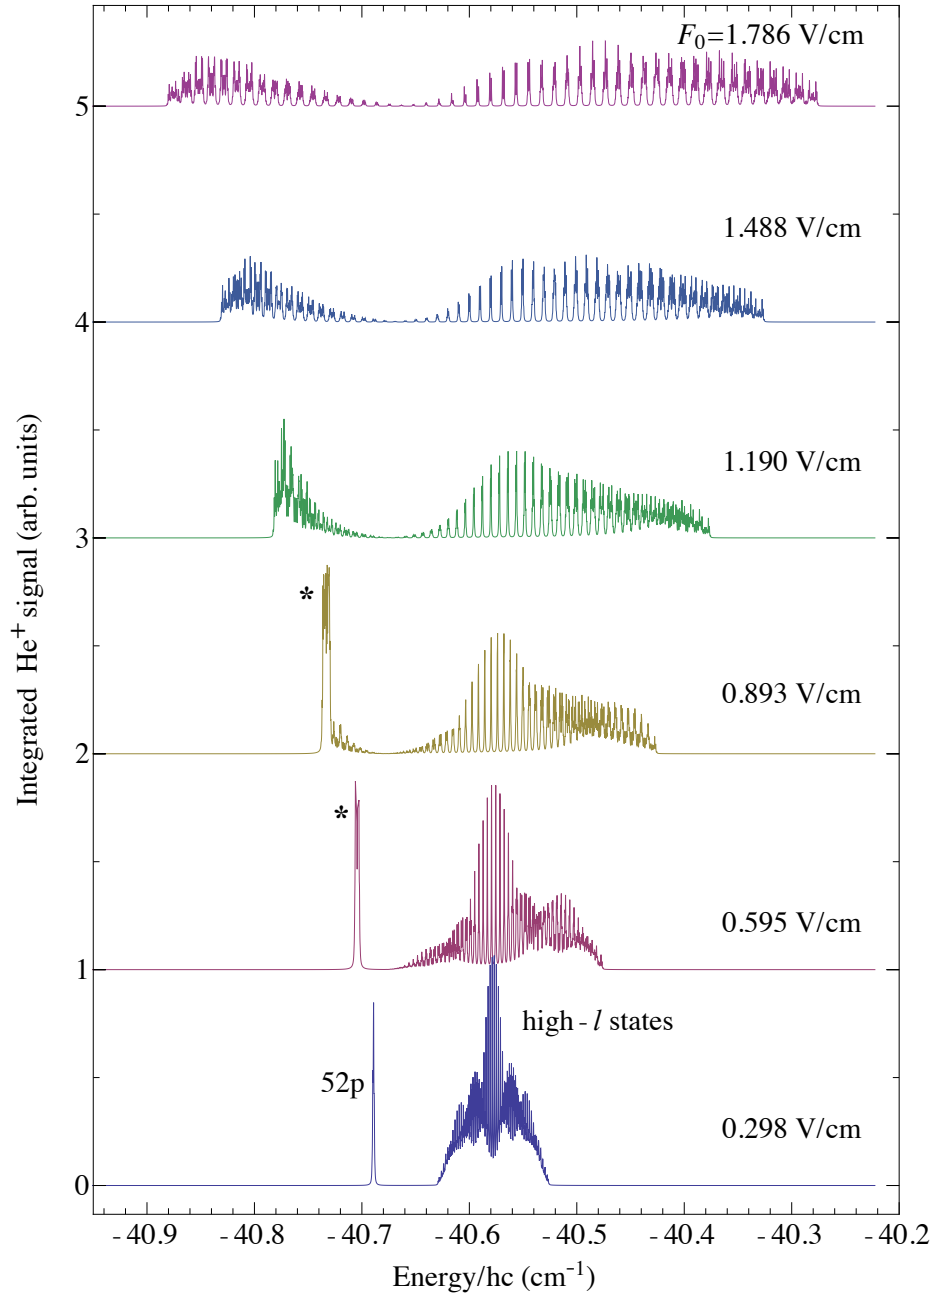 F₀=1.786 V/cm
5
1.488 V/cm
4
1.190 V/cm
3
*
0.893 V/cm
2
*
0.595 V/cm
1
high - l states
52p
0.298 V/cm
0
Integrated He⁺ signal (arb. units)
-40.9 -40.8 -40.7 -40.6 -40.5 -40.4 -40.3 -40.2
Energy/hc (cm⁻¹)